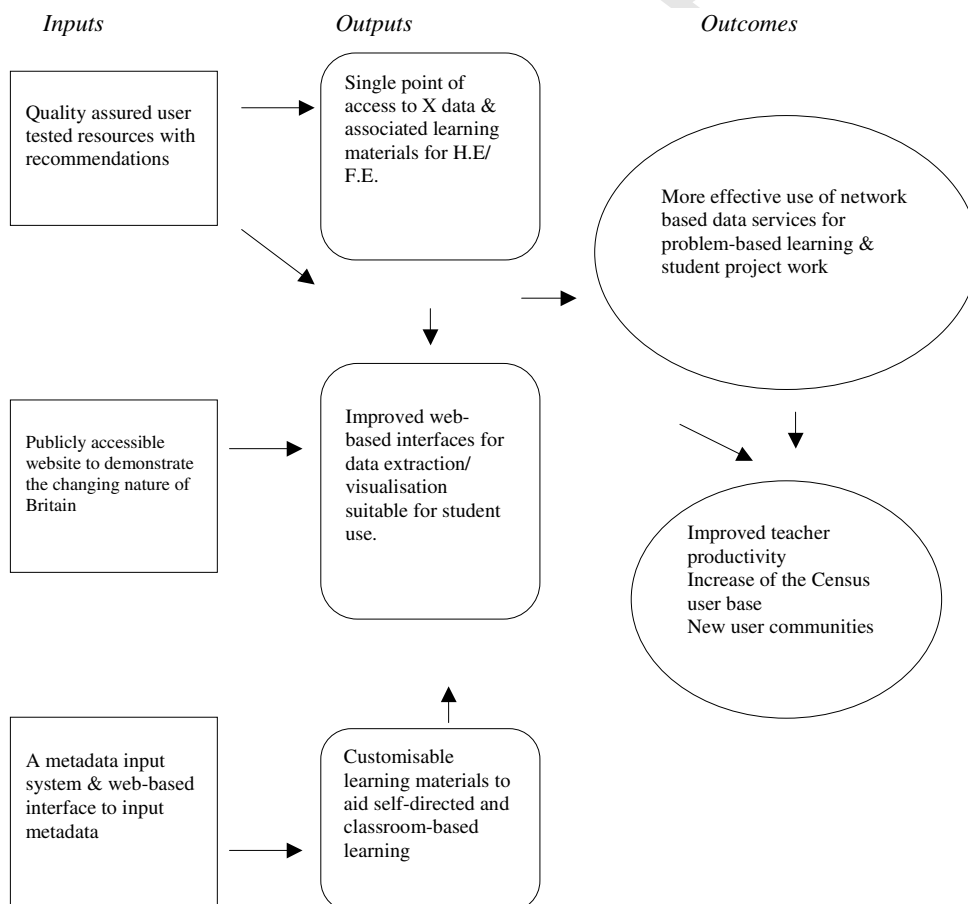 Inputs
Outputs
Outcomes
Quality assured user
tested resources with
recommendations
Single point of
access to X data &
associated learning
materials for H.E/
F.E.
More effective use of network
based data services for
problem-based learning &
student project work
Publicly accessible
website to demonstrate
the changing nature of
Britain
Improved web-
based interfaces for
data extraction/
visualisation
suitable for student
use.
Improved teacher
productivity
Increase of the Census
user base
New user communities
A metadata input
system & web-based
interface to input
metadata
Customisable
learning materials to
aid self-directed and
classroom-based
learning